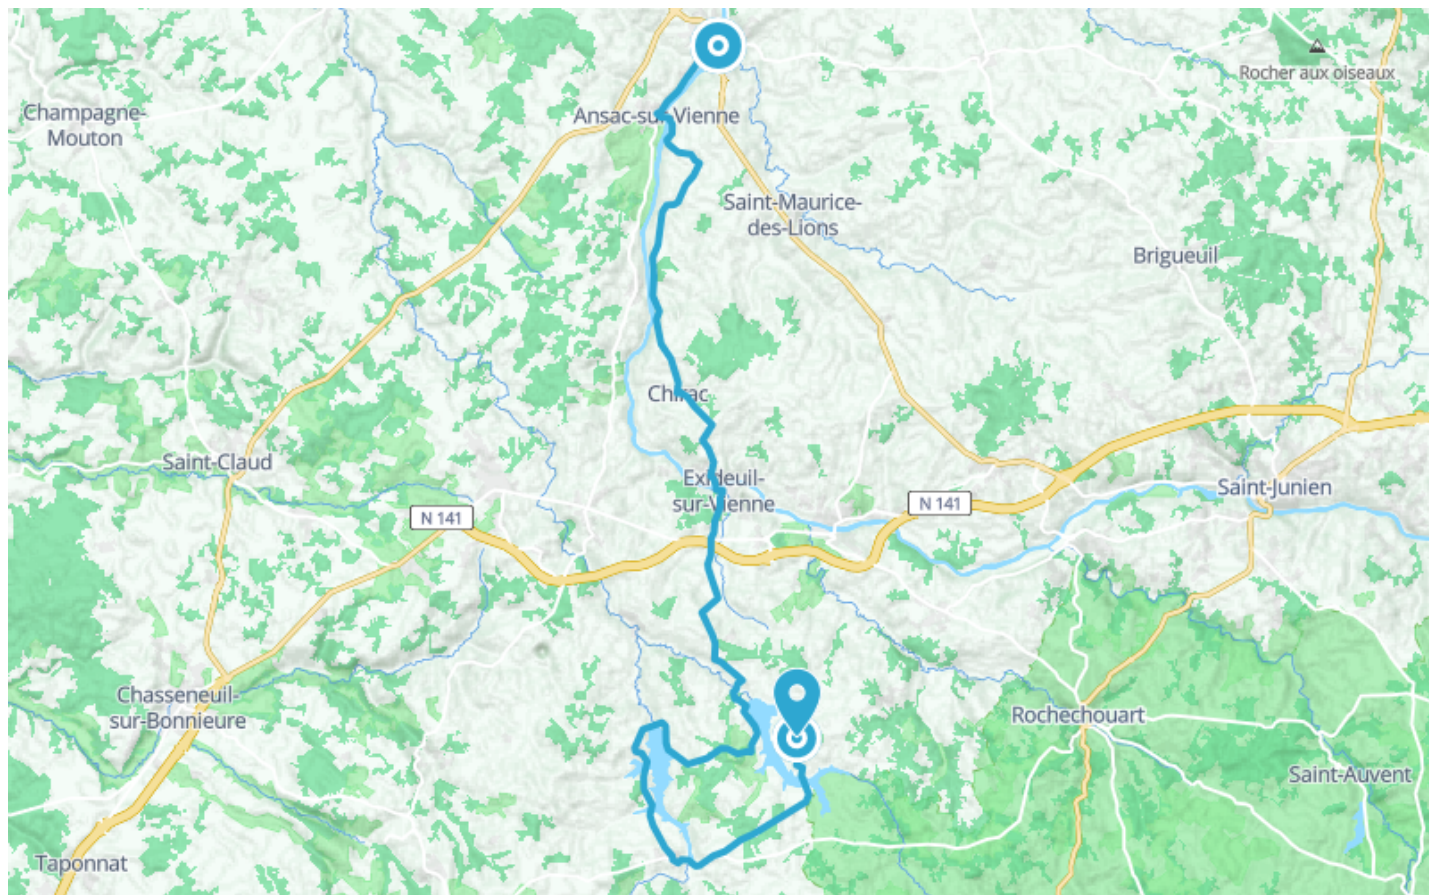 Rocher aux oiseaux
Champagne-
Mouton
Ansac-sur-Vienne
Saint-Maurice-
des-Lions
Brigueuil
Chirac
Saint-Claud
Exideuil-
sur-Vienne
Saint-Junien
N 141
N 141
Chasseneuil-
sur-Bonnieure
Rochechouart
Saint-Auvent
Taponnat